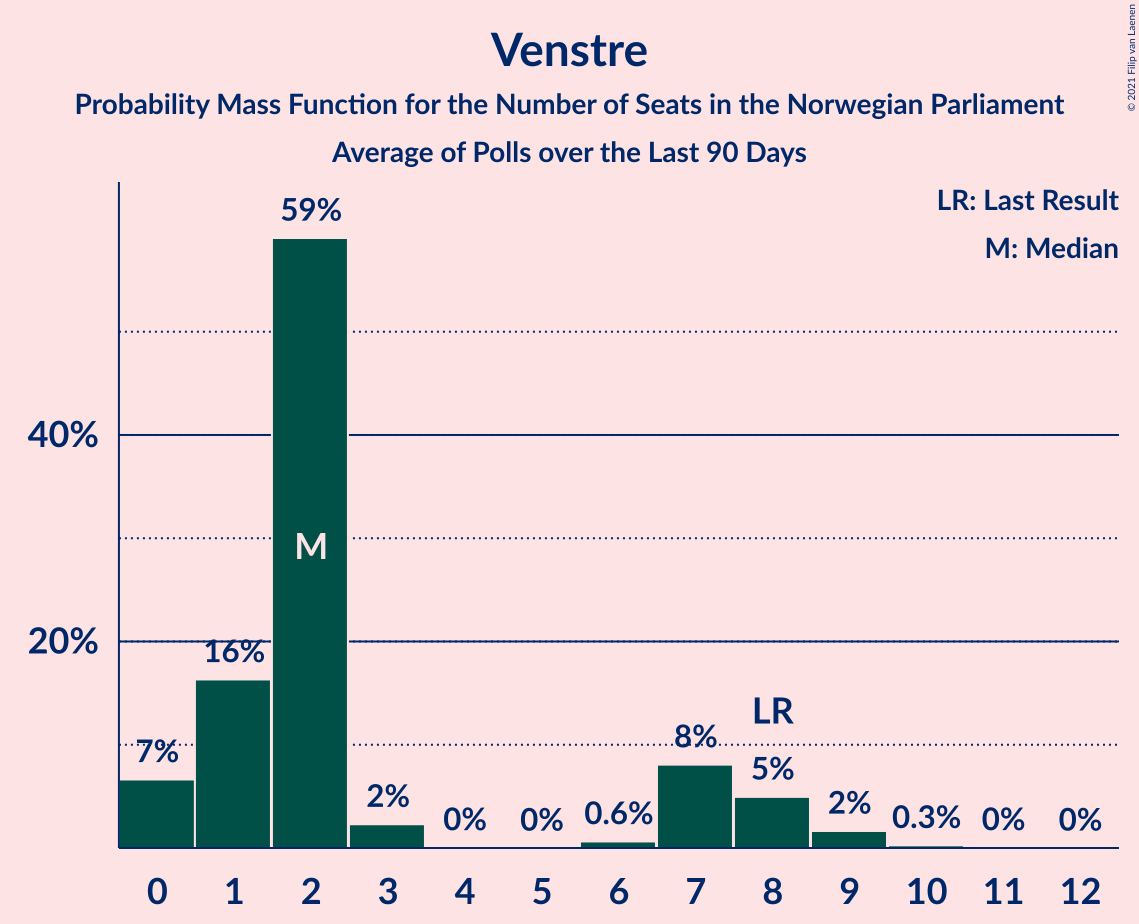 Venstre
Probability Mass Function for the Number of Seats in the Norwegian Parliament
Average of Polls over the Last 90 Days
© 2021 Filip van Laenen
LR: Last Result
M: Median
59%
40%
M
20%
16%
LR
7%
8%
5%
2%
0%
0%
0.6%
2%
0.3%
0%
0%
0 1 2 3 4 5 6 7 8 9 10 11 12